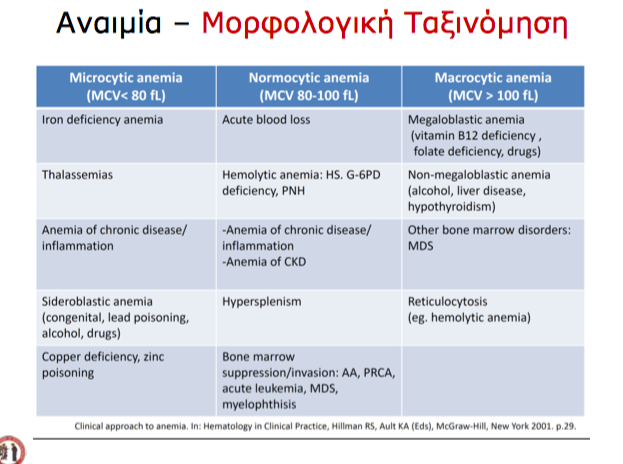 Αναιμία – Μορφολογική Ταξινόμηση
Microcytic anemia
(MCV< 80 fL)
Normocytic anemia
(MCV 80-100 fL)
Macrocytic anemia
(MCV > 100 fL)
Iron deficiency anemia
Acute blood loss
Megaloblastic anemia
(vitamin B12 deficiency ,
folate deficiency, drugs)
Thalassemias
Hemolytic anemia: HS. G-6PD
deficiency, PNH
Non-megaloblastic anemia
(alcohol, liver disease,
hypothyroidism)
Anemia of chronic disease/
inflammation
-Anemia of chronic disease/
inflammation
-Anemia of CKD
Other bone marrow disorders:
MDS
Sideroblastic anemia
(congenital, lead poisoning,
alcohol, drugs)
Hypersplenism
Reticulocytosis
(eg. hemolytic anemia)
Copper deficiency, zinc
poisoning
Bone marrow
suppression/invasion: AA, PRCA,
acute leukemia, MDS,
myelophthisis
Clinical approach to anemia. In: Hematology in Clinical Practice, Hillman RS, Ault KA (Eds), McGraw-Hill, New York 2001. p.29.